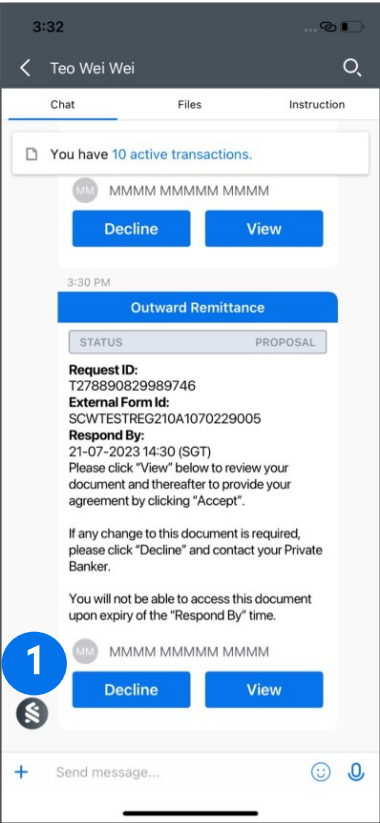 3:32
Teo Wei Wei
Chat Files Instruction
You have 10 active transactions.
MM MMMM MMMMM MMMM
Decline View
3:30 PM
Outward Remittance
STATUS PROPOSAL
Request ID:
T278890829989746
External Form Id:
SCWTESTREG210A1070229005
Respond By:
21-07-2023 14:30 (SGT)
Please click “View” below to review your
document and thereafter to provide your
agreement by clicking “Accept”.
If any change to this document is required,
please click “Decline” and contact your Private
Banker.
You will not be able to access this document
upon expiry of the “Respond By” time.
1
MM MMMM MMMMM MMMM
Decline View
Send message...